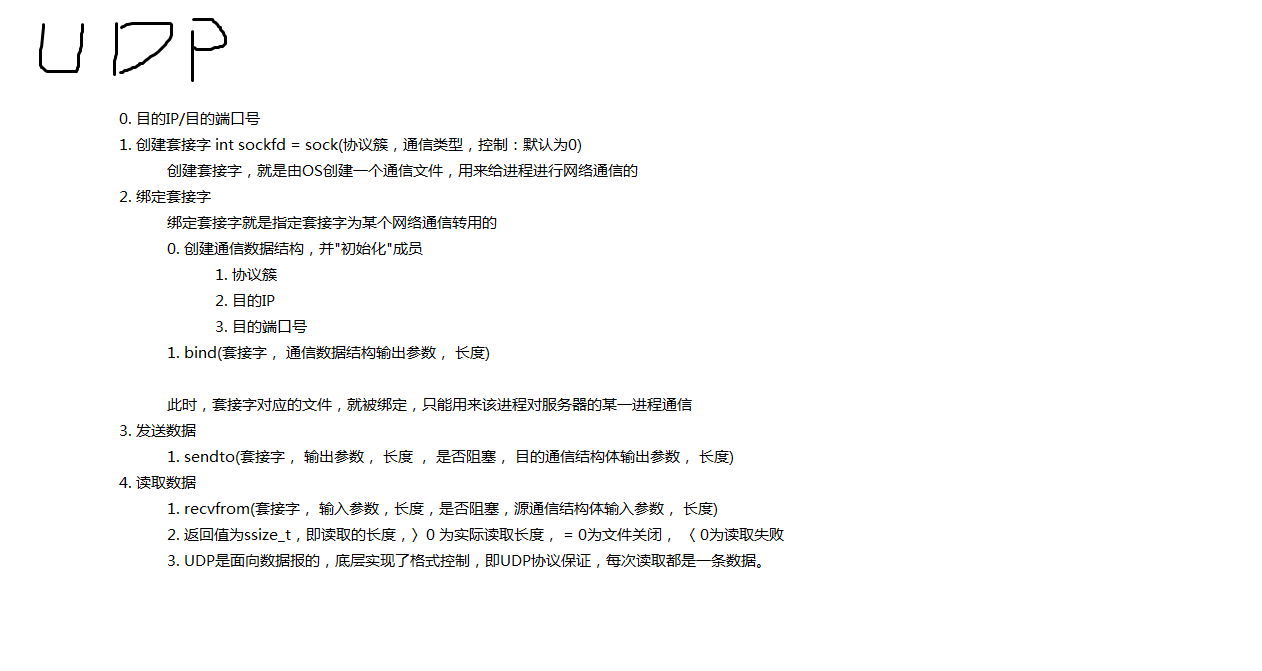 UDP
0. 目的IP/目的端口号
1. 创建套接字 int sockfd = sock(协议簇，通信类型，控制：默认为0)
创建套接字，就是由OS创建一个通信文件，用来给进程进行网络通信的
2. 绑定套接字
绑定套接字就是指定套接字为某个网络通信转用的
0. 创建通信数据结构，并"初始化"成员
1. 协议簇
2. 目的IP
3. 目的端口号
1. bind(套接字， 通信数据结构输出参数， 长度)
此时，套接字对应的文件，就被绑定，只能用来该进程对服务器的某一进程通信
3. 发送数据
1. sendto(套接字， 输出参数， 长度 ， 是否阻塞， 目的通信结构体输出参数， 长度)
4. 读取数据
1. recvfrom(套接字， 输入参数，长度，是否阻塞，源通信结构体输入参数， 长度)
2. 返回值为ssize_t，即读取的长度，〉0 为实际读取长度， = 0为文件关闭， 〈 0为读取失败
3. UDP是面向数据报的，底层实现了格式控制，即UDP协议保证，每次读取都是一条数据。